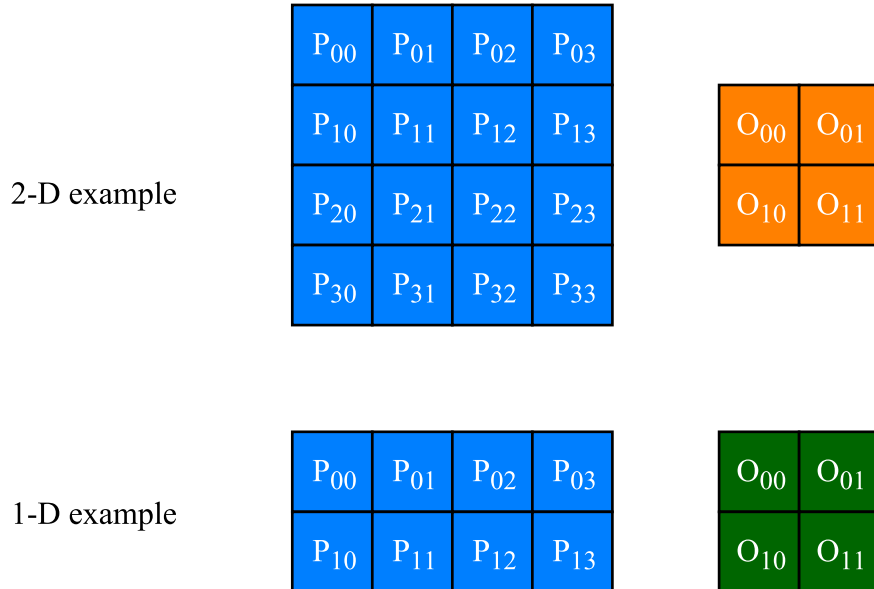 P00 P01 P02 P03
P10 P11 P12 P13 O00 O01
2-D example
P20 P21 P22 P23 O10 O11
P30 P31 P32 P33
P00 P01 P02 P03 O00 O01
1-D example
P10 P11 P12 P13 O10 O11